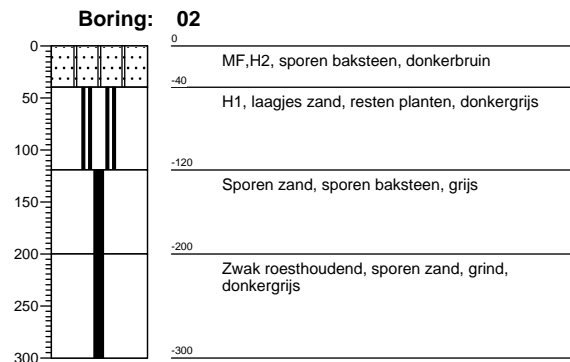 Boring: 02
0
0
MF,H2, sporen baksteen, donkerbruin
-40
50
H1, laagjes zand, resten planten, donkergrijs
100
-120
Sporen zand, sporen baksteen, grijs
150
200
-200
Zwak roesthoudend, sporen zand, grind,
donkergrijs
250
300
-300